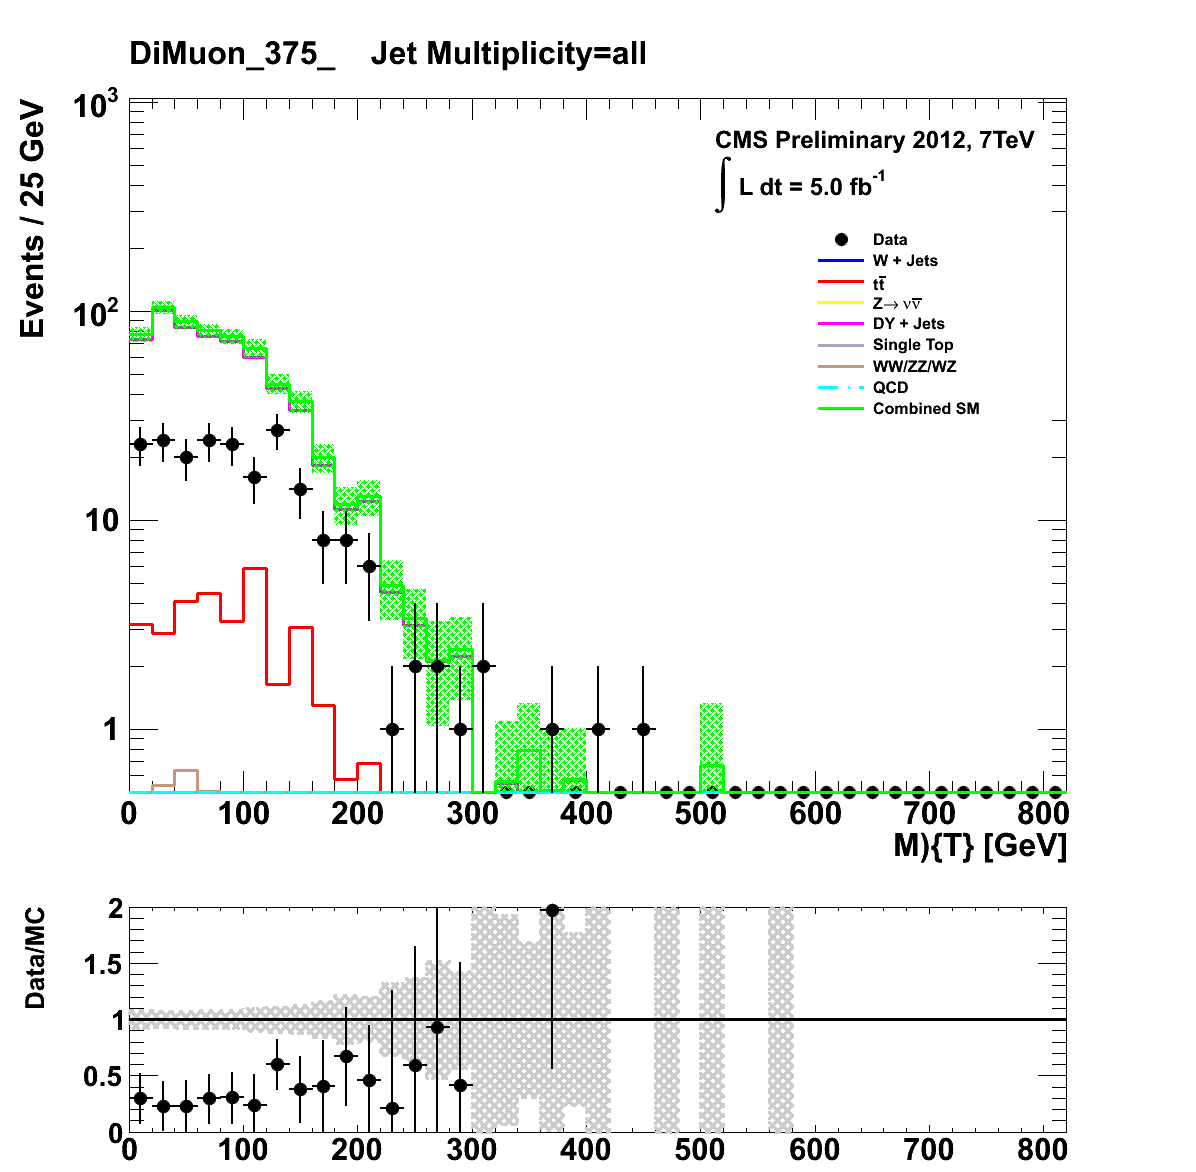 DiMuon_375_ Jet Multiplicity=all
Events / 25 GeV
10³
10²
10
1
CMS Preliminary 2012, 7TeV
∫ L dt = 5.0 fb⁻¹
Data
W + Jets
tt̅
Z→ νν̅
DY + Jets
Single Top
WW/ZZ/WZ
QCD
Combined SM
0 100 200 300 400 500 600 700 800
M){T} [GeV]
Data/MC
2
1.5
1
0.5
0
0 100 200 300 400 500 600 700 800